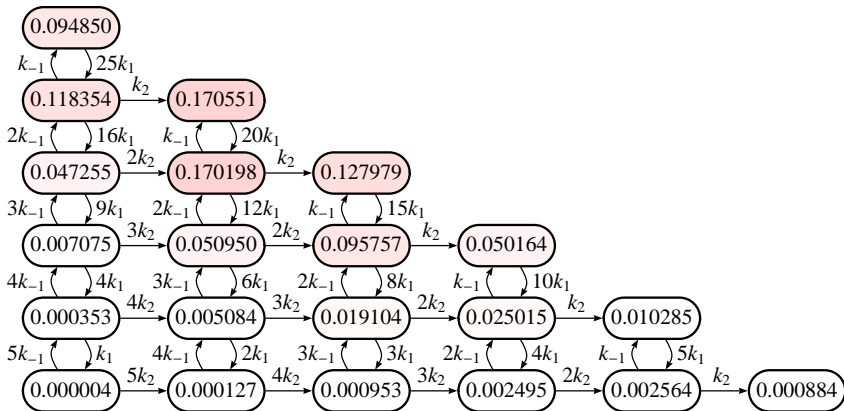 0.094850
k₋₁ 25k₁
k₂
0.118354 0.170551
2k₋₁ 16k₁ k₋₁ 20k₁
2k₂ k₂
0.047255 0.170198 0.127979
3k₋₁ 9k₁ 2k₋₁ 12k₁ k₋₁ 15k₁
3k₂ 2k₂ k₂
0.007075 0.050950 0.095757 0.050164
4k₋₁ 4k₁ 3k₋₁ 6k₁ 2k₋₁ 8k₁ k₋₁ 10k₁
4k₂ 3k₂ 2k₂ k₂
0.000353 0.005084 0.019104 0.025015 0.010285
5k₋₁ k₁ 4k₋₁ 2k₁ 3k₋₁ 3k₁ 2k₋₁ 4k₁ k₋₁ 5k₁
5k₂ 4k₂ 3k₂ 2k₂ k₂
0.000004 0.000127 0.000953 0.002495 0.002564 0.000884